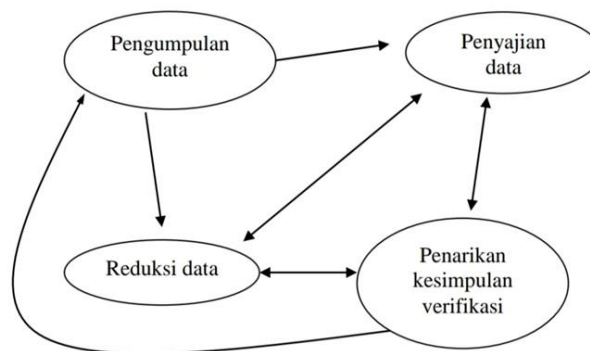 Pengumpulan
data
Penyajian
data
Reduksi data
Penarikan
kesimpulan
verifikasi